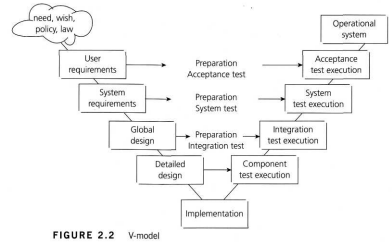 need, wish,
policy, law
Operational
system
User
requirements
Preparation
Acceptance test
Acceptance
test execution
System
requirements
Preparation
System test
System
test execution
Global
design
Preparation
Integration test
Integration
test execution
Detailed
design
Component
test execution
Implementation
FIGURE 2.2 V-model